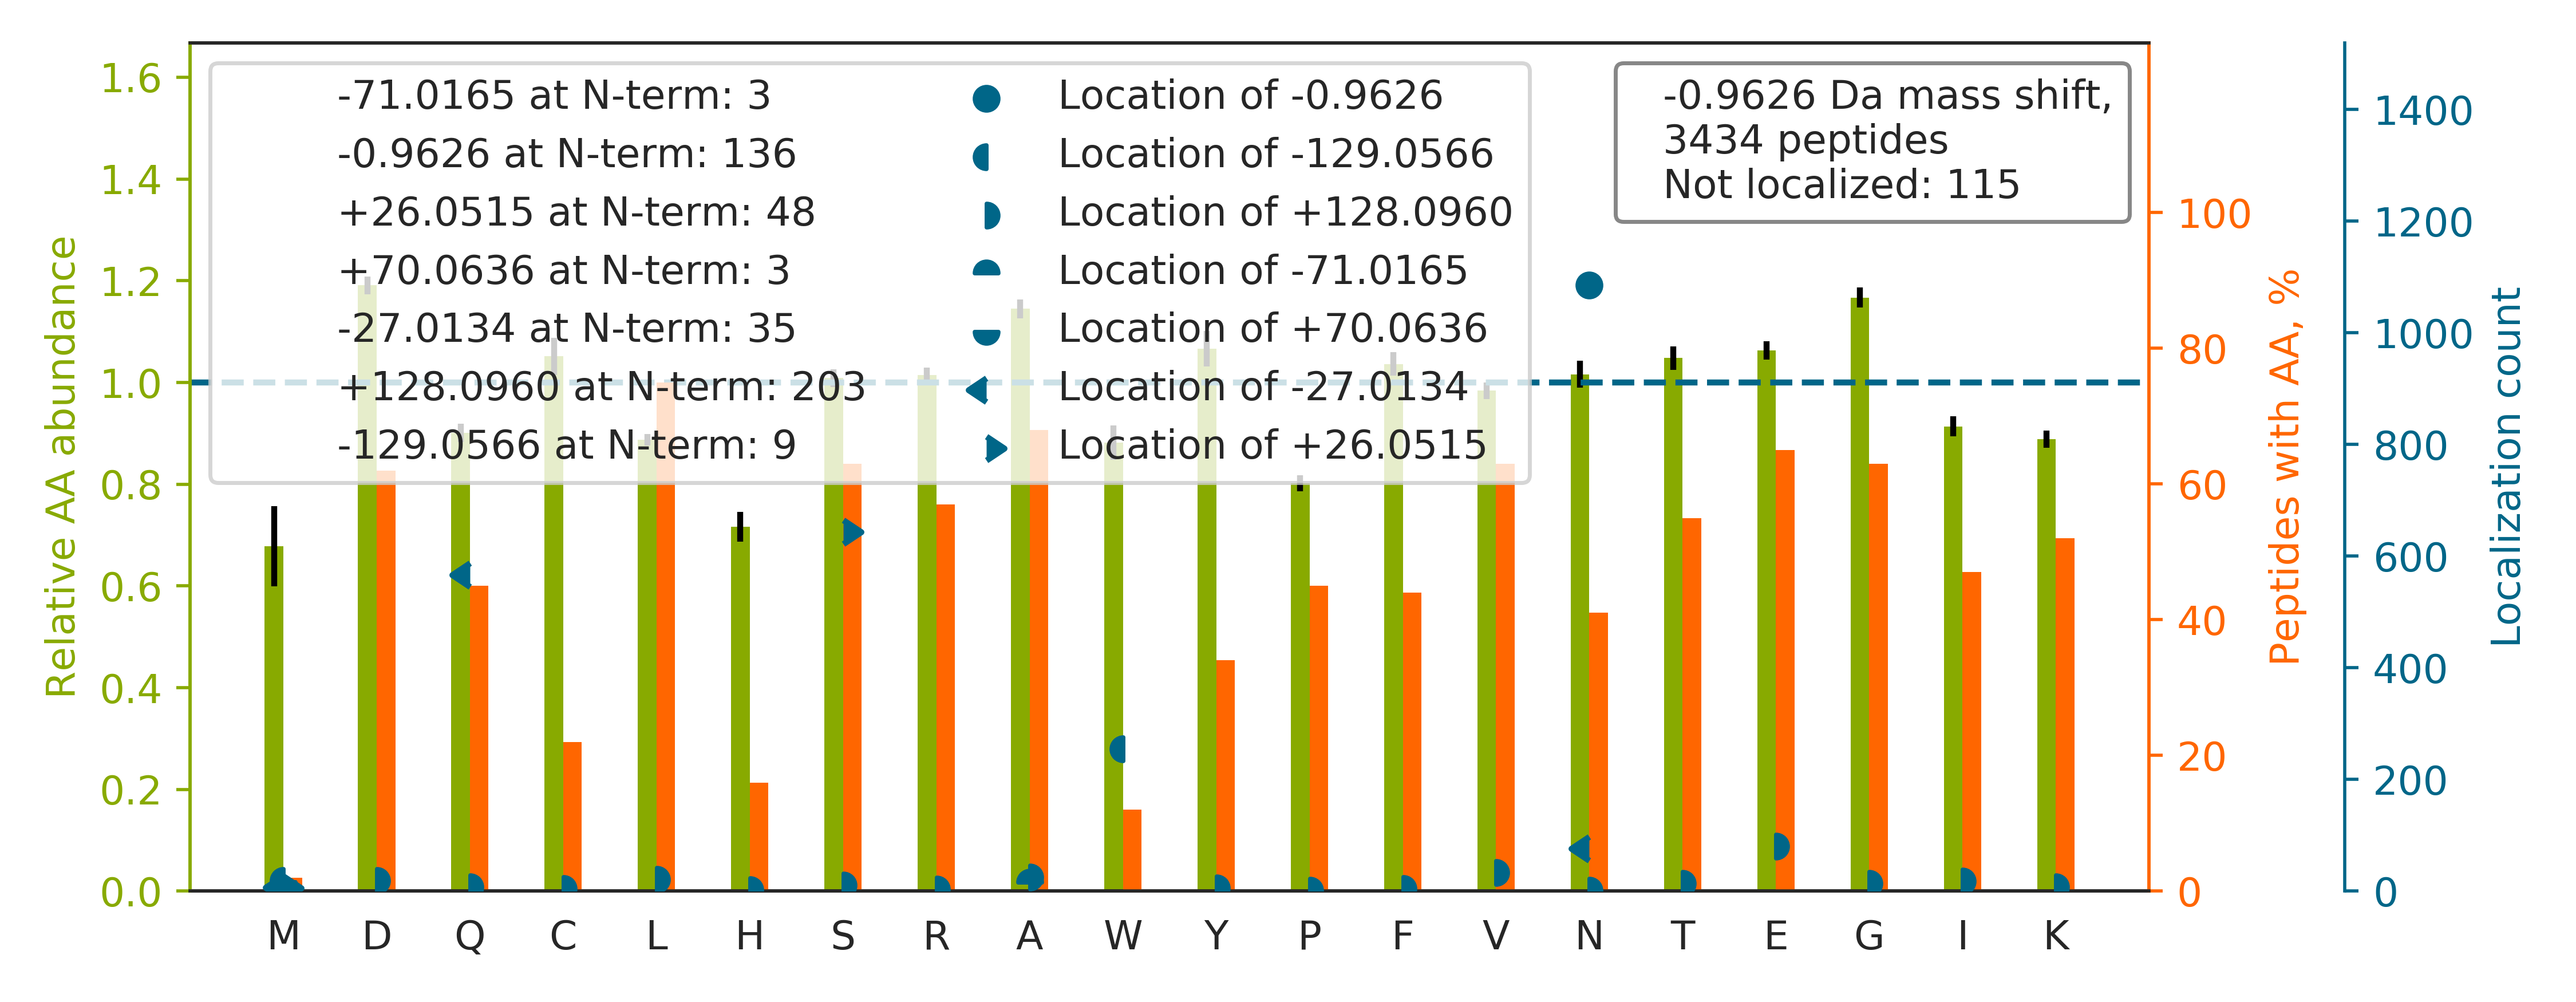 -71.0165 at N-term: 3
-0.9626 at N-term: 136
+26.0515 at N-term: 48
+70.0636 at N-term: 3
-27.0134 at N-term: 35
+128.0960 at N-term: 203
-129.0566 at N-term: 9
Location of -0.9626
Location of -129.0566
Location of +128.0960
Location of -71.0165
Location of +70.0636
Location of -27.0134
Location of +26.0515
-0.9626 Da mass shift,
3434 peptides
Not localized: 115
Relative AA abundance
1.6
1.4
1.2
1.0
0.8
0.6
0.4
0.2
0.0
M D Q C L H S R A W Y P F V N T E G I K
100
80
60
40
20
0
Peptides with AA, %
1400
1200
1000
800
600
400
200
0
Localization count